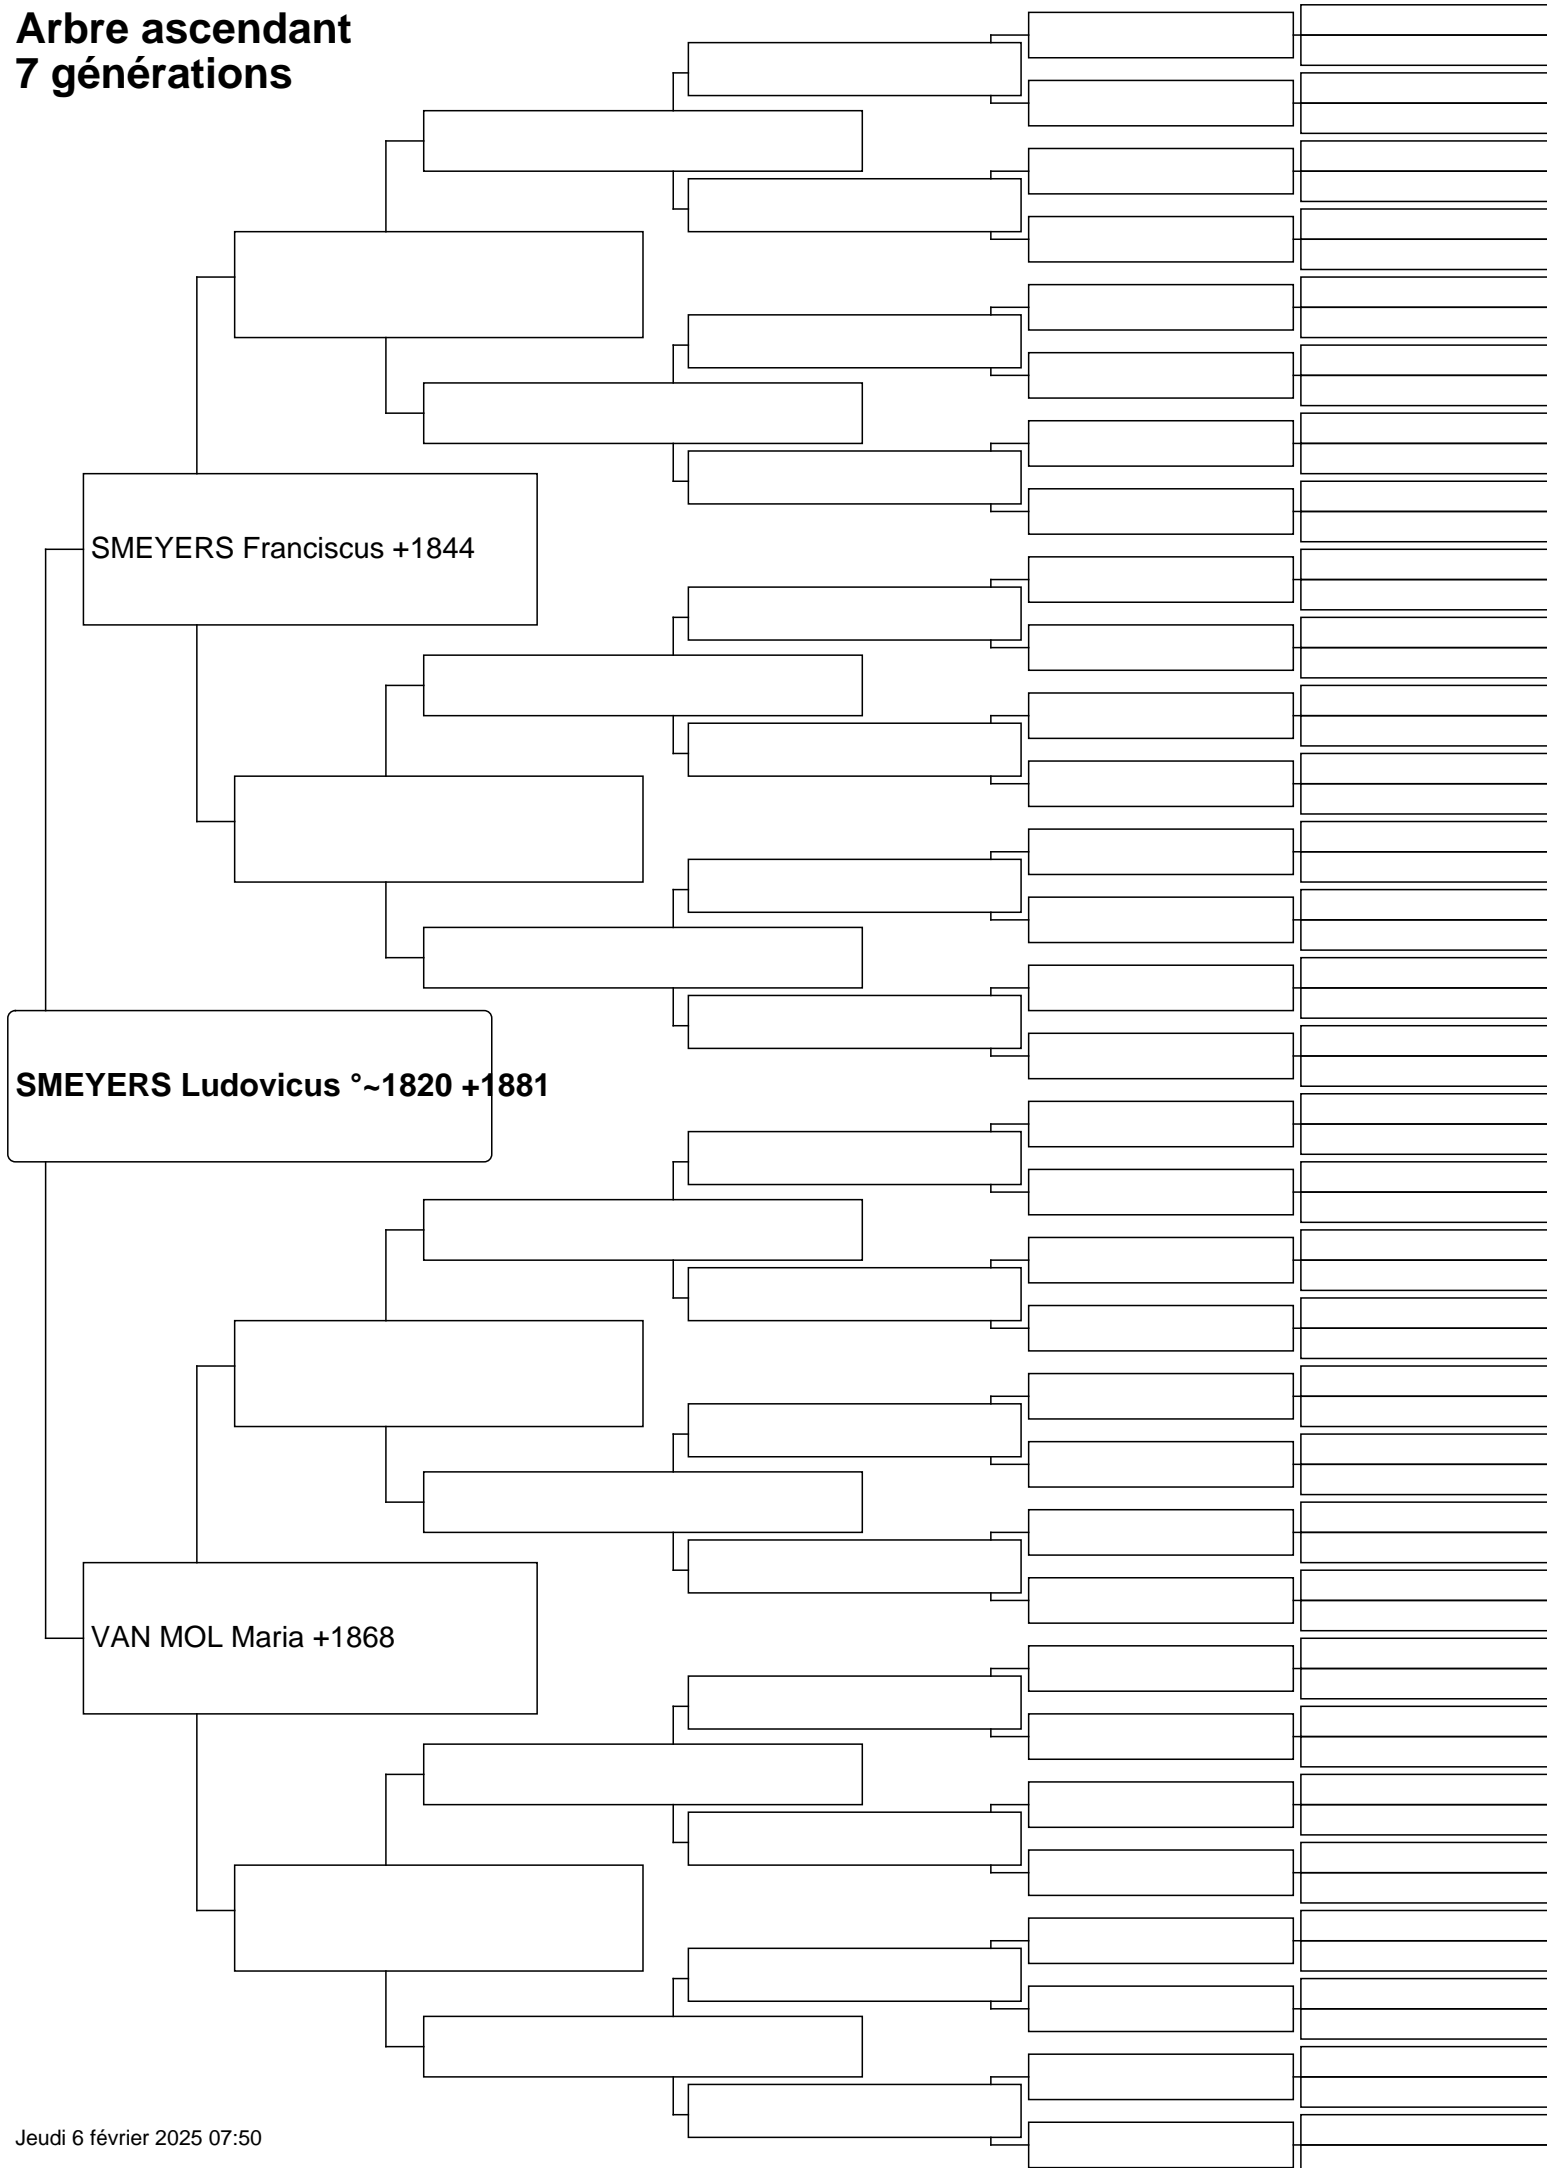 Arbre ascendant
7 générations
SMEYERS Franciscus +1844
SMEYERS Ludovicus °~1820 +1881
VAN MOL Maria +1868
Jeudi 6 février 2025 07:50